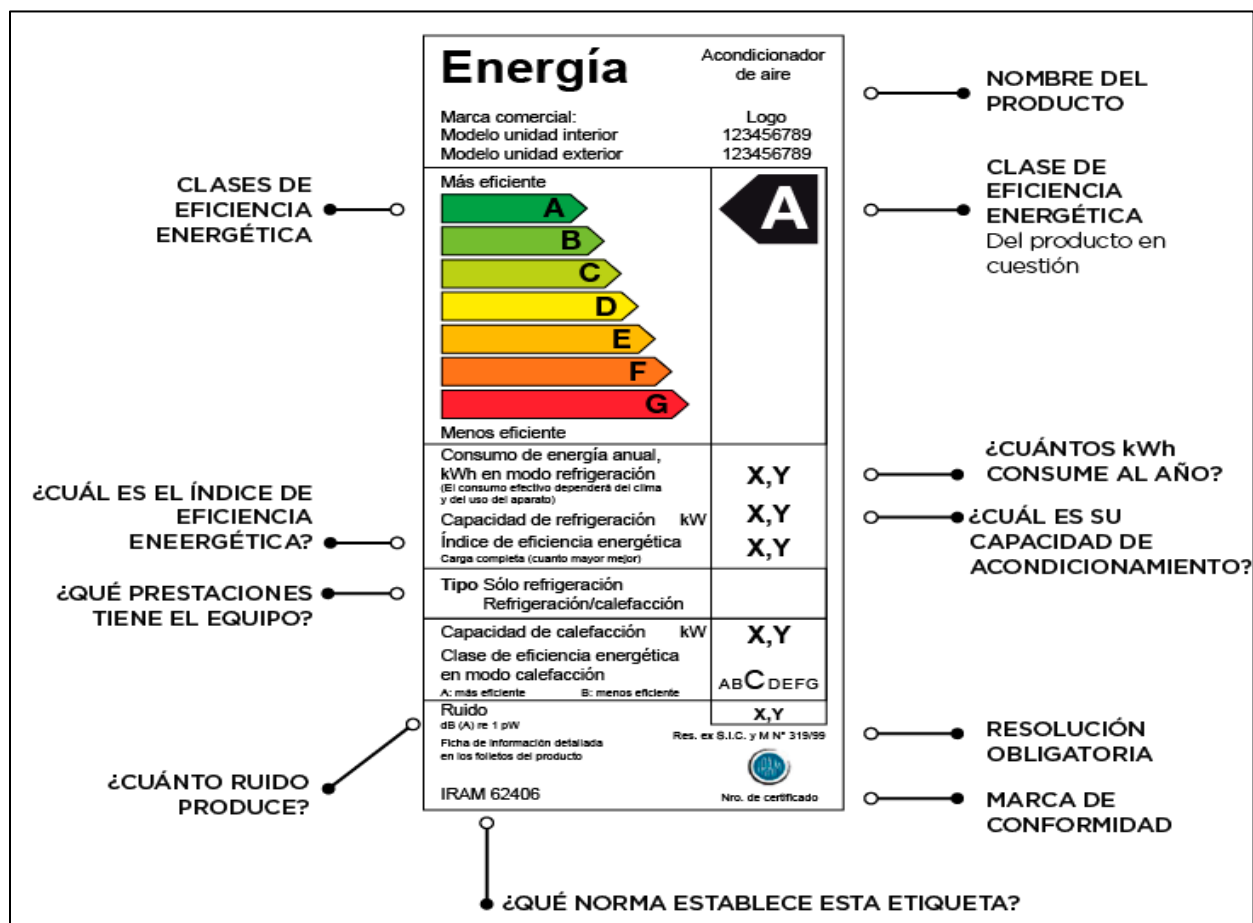 Energía
Acondicionador
de aire
Marca comercial: Logo
Modelo unidad interior 123456789
Modelo unidad exterior 123456789
NOMBRE DEL
PRODUCTO
CLASES DE
EFICIENCIA
ENERGÉTICA
Más eficiente
A
B
C
D
E
F
G
Menos eficiente
A
CLASE DE
EFICIENCIA
ENERGÉTICA
Del producto en
cuestión
Consumo de energía anual,
kWh en modo refrigeración X,Y
(El consumo efectivo dependerá del clima
y del uso del aparato)
Capacidad de refrigeración kW X,Y
Índice de eficiencia energética X,Y
Carga completa (cuanto mayor mejor)
¿CUÁNTOS kWh
CONSUME AL AÑO?
¿CUÁL ES SU
CAPACIDAD DE
ACONDICIONAMIENTO?
¿CUÁL ES EL ÍNDICE DE
EFICIENCIA
ENEERGÉTICA?
¿QUÉ PRESTACIONES
TIENE EL EQUIPO?
Tipo Sólo refrigeración
Refrigeración/calefacción
Capacidad de calefacción kW X,Y
Clase de eficiencia energética
en modo calefacción ABCDEFG
A: más eficiente B: menos eficiente
Ruido X,Y
dB (A) re 1 pW
Res. ex S.I.C. y M N° 319/99
Ficha de información detallada
en los folletos del producto
IRAM
IRAM 62406 Nro. de certificado
¿CUÁNTO RUIDO
PRODUCE?
RESOLUCIÓN
OBLIGATORIA
MARCA DE
CONFORMIDAD
¿QUÉ NORMA ESTABLECE ESTA ETIQUETA?